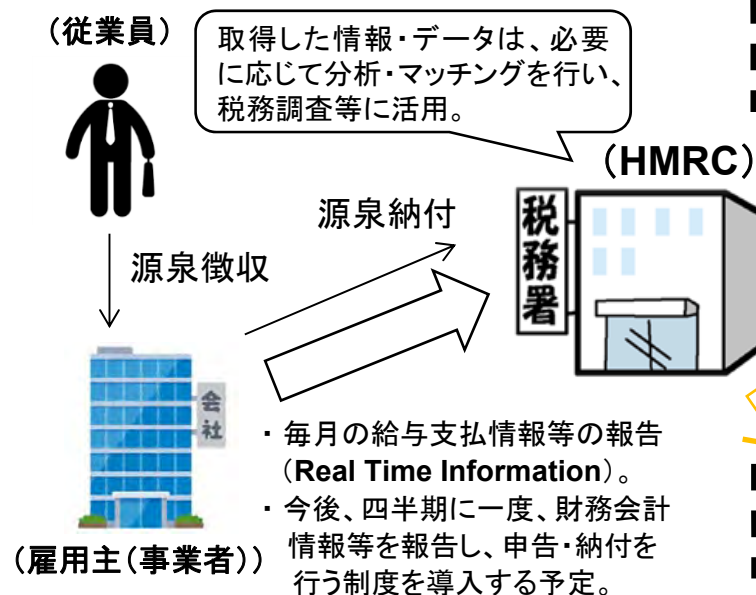 （従業員）
取得した情報・データは、必要
に応じて分析・マッチングを行い、
税務調査等に活用。
（HMRC）
税務署
源泉納付
源泉徴収
会社
・ 毎月の給与支払情報等の報告
（Real Time Information）。
・ 今後、四半期に一度、財務会計
情報等を報告し、申告・納付を
行う制度を導入する予定。
（雇用主（事業者））